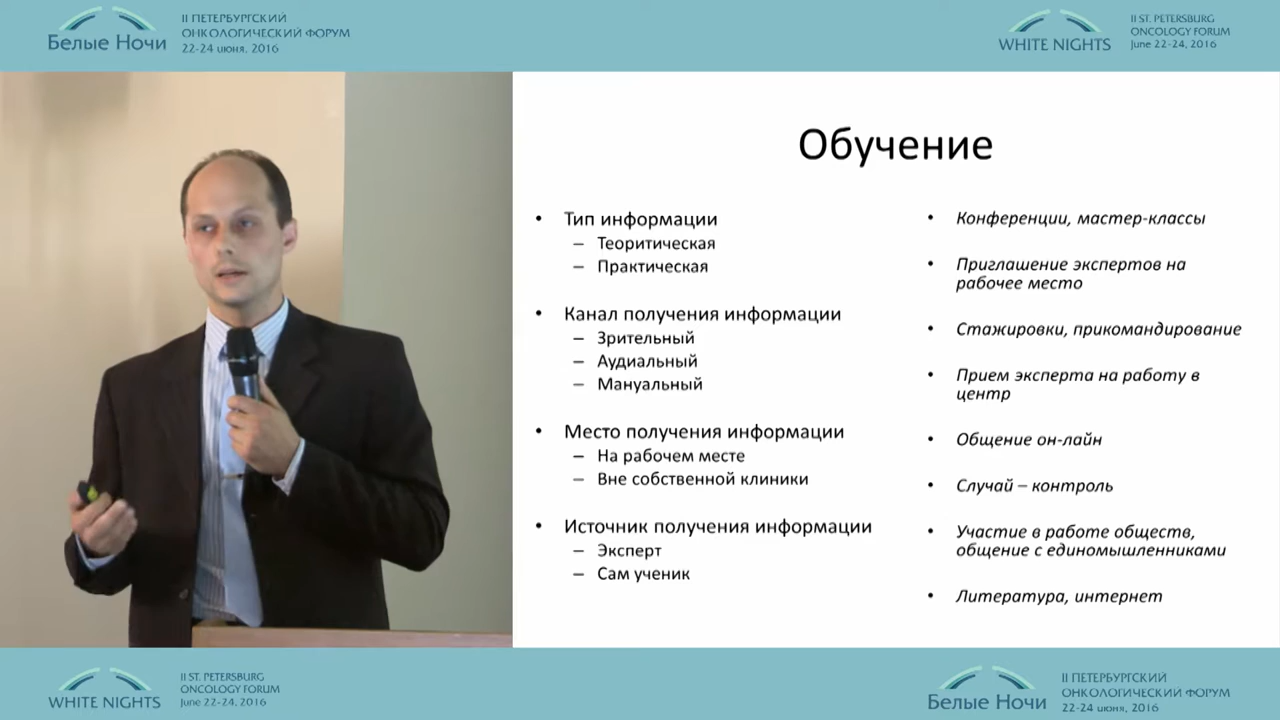 Белые Ночи
II ПЕТЕРБУРГСКИЙ
ОНКОЛОГИЧЕСКИЙ ФОРУМ
22-24 июня, 2016
WHITE NIGHTS
II ST. PETERSBURG
ONCOLOGY FORUM
June 22-24, 2016
Обучение
• Тип информации
– Теоритическая
– Практическая
• Канал получения информации
– Зрительный
– Аудиальный
– Мануальный
• Место получения информации
– На рабочем месте
– Вне собственной клиники
• Источник получения информации
– Эксперт
– Сам ученик
• Конференции, мастер-классы
• Приглашение экспертов на
рабочее место
• Стажировки, прикомандирование
• Прием эксперта на работу в
центр
• Общение он-лайн
• Случай – контроль
• Участие в работе обществ,
общение с единомышленниками
• Литература, интернет
WHITE NIGHTS
II ST. PETERSBURG
ONCOLOGY FORUM
June 22-24, 2016
Белые Ночи
II ПЕТЕРБУРГСКИЙ
ОНКОЛОГИЧЕСКИЙ ФОРУМ
22-24 июня, 2016